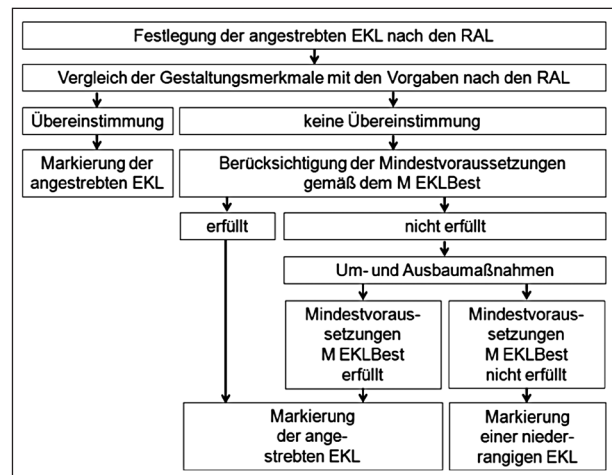 Festlegung der angestrebten EKL nach den RAL
Vergleich der Gestaltungsmerkmale mit den Vorgaben nach den RAL
Übereinstimmung
keine Übereinstimmung
Markierung der
angestrebten EKL
Berücksichtigung der Mindestvoraussetzungen
gemäß dem M EKLBest
erfüllt
nicht erfüllt
Um- und Ausbaumaßnahmen
Mindestvoraus-
setzungen
M EKLBest
erfüllt
Mindestvoraus-
setzungen
M EKLBest
nicht erfüllt
Markierung
der ange-
strebten EKL
Markierung
einer nieder-
rangigen EKL